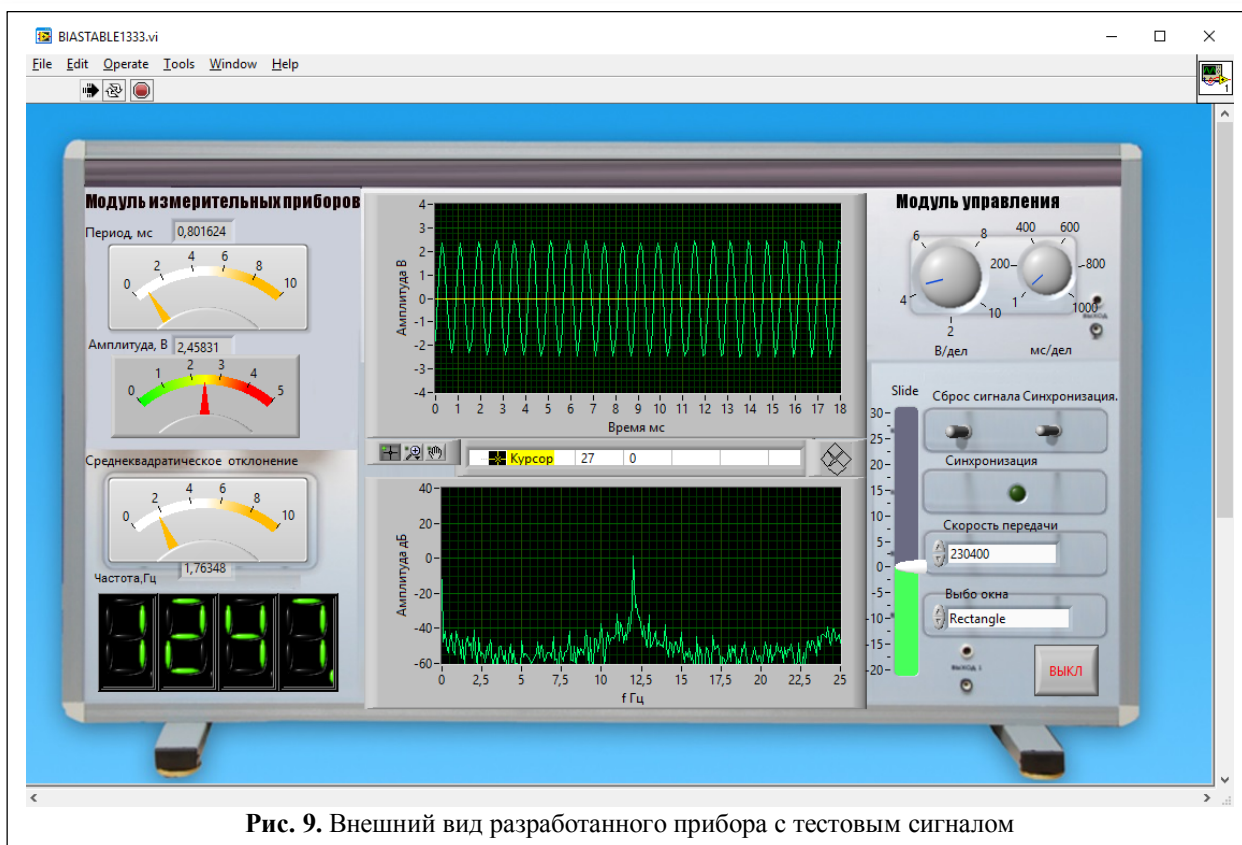 BIASTABLE1333.vi
File Edit Operate Tools Window Help
1
Модуль измерительных приборов
Период, мс 0,801624
0 2 4 6 8 10
Амплитуда, В 2,45831
0 1 2 3 4 5
Среднеквадратическое отклонение
0 2 4 6 8 10
1,76348
Частота,Гц
1247.
4
3
2
1
0
-1
-2
-3
-4
Амплитуда В
0 1 2 3 4 5 6 7 8 9 10 11 12 13 14 15 16 17 18
Время мс
Курсор 27 0
40
20
0
-20
-40
-60
Амплитуда дБ
0 2,5 5 7,5 10 12,5 15 17,5 20 22,5 25
f Гц
Модуль управления
2 4 6 8 10
В/дел
1 200 400 600 800 1000
мс/дел
ВЫХОД
Slide
30
25
20
15
10
5
0
-5
-10
-15
-20
Сброс сигнала Синхронизация.
Синхронизация
Скорость передачи
230400
Выбо окна
Rectangle
ВЫХОД 1
ВЫКЛ
Рис. 9. Внешний вид разработанного прибора с тестовым сигналом